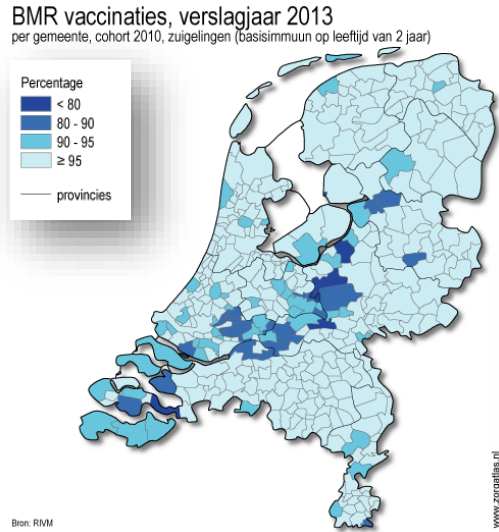 BMR vaccinaties, verslagjaar 2013
per gemeente, cohort 2010, zuigelingen (basisimmuun op leeftijd van 2 jaar)
Percentage
< 80
80 - 90
90 - 95
≥ 95
provincies
Bron: RIVM
www.zorgatlas.nl